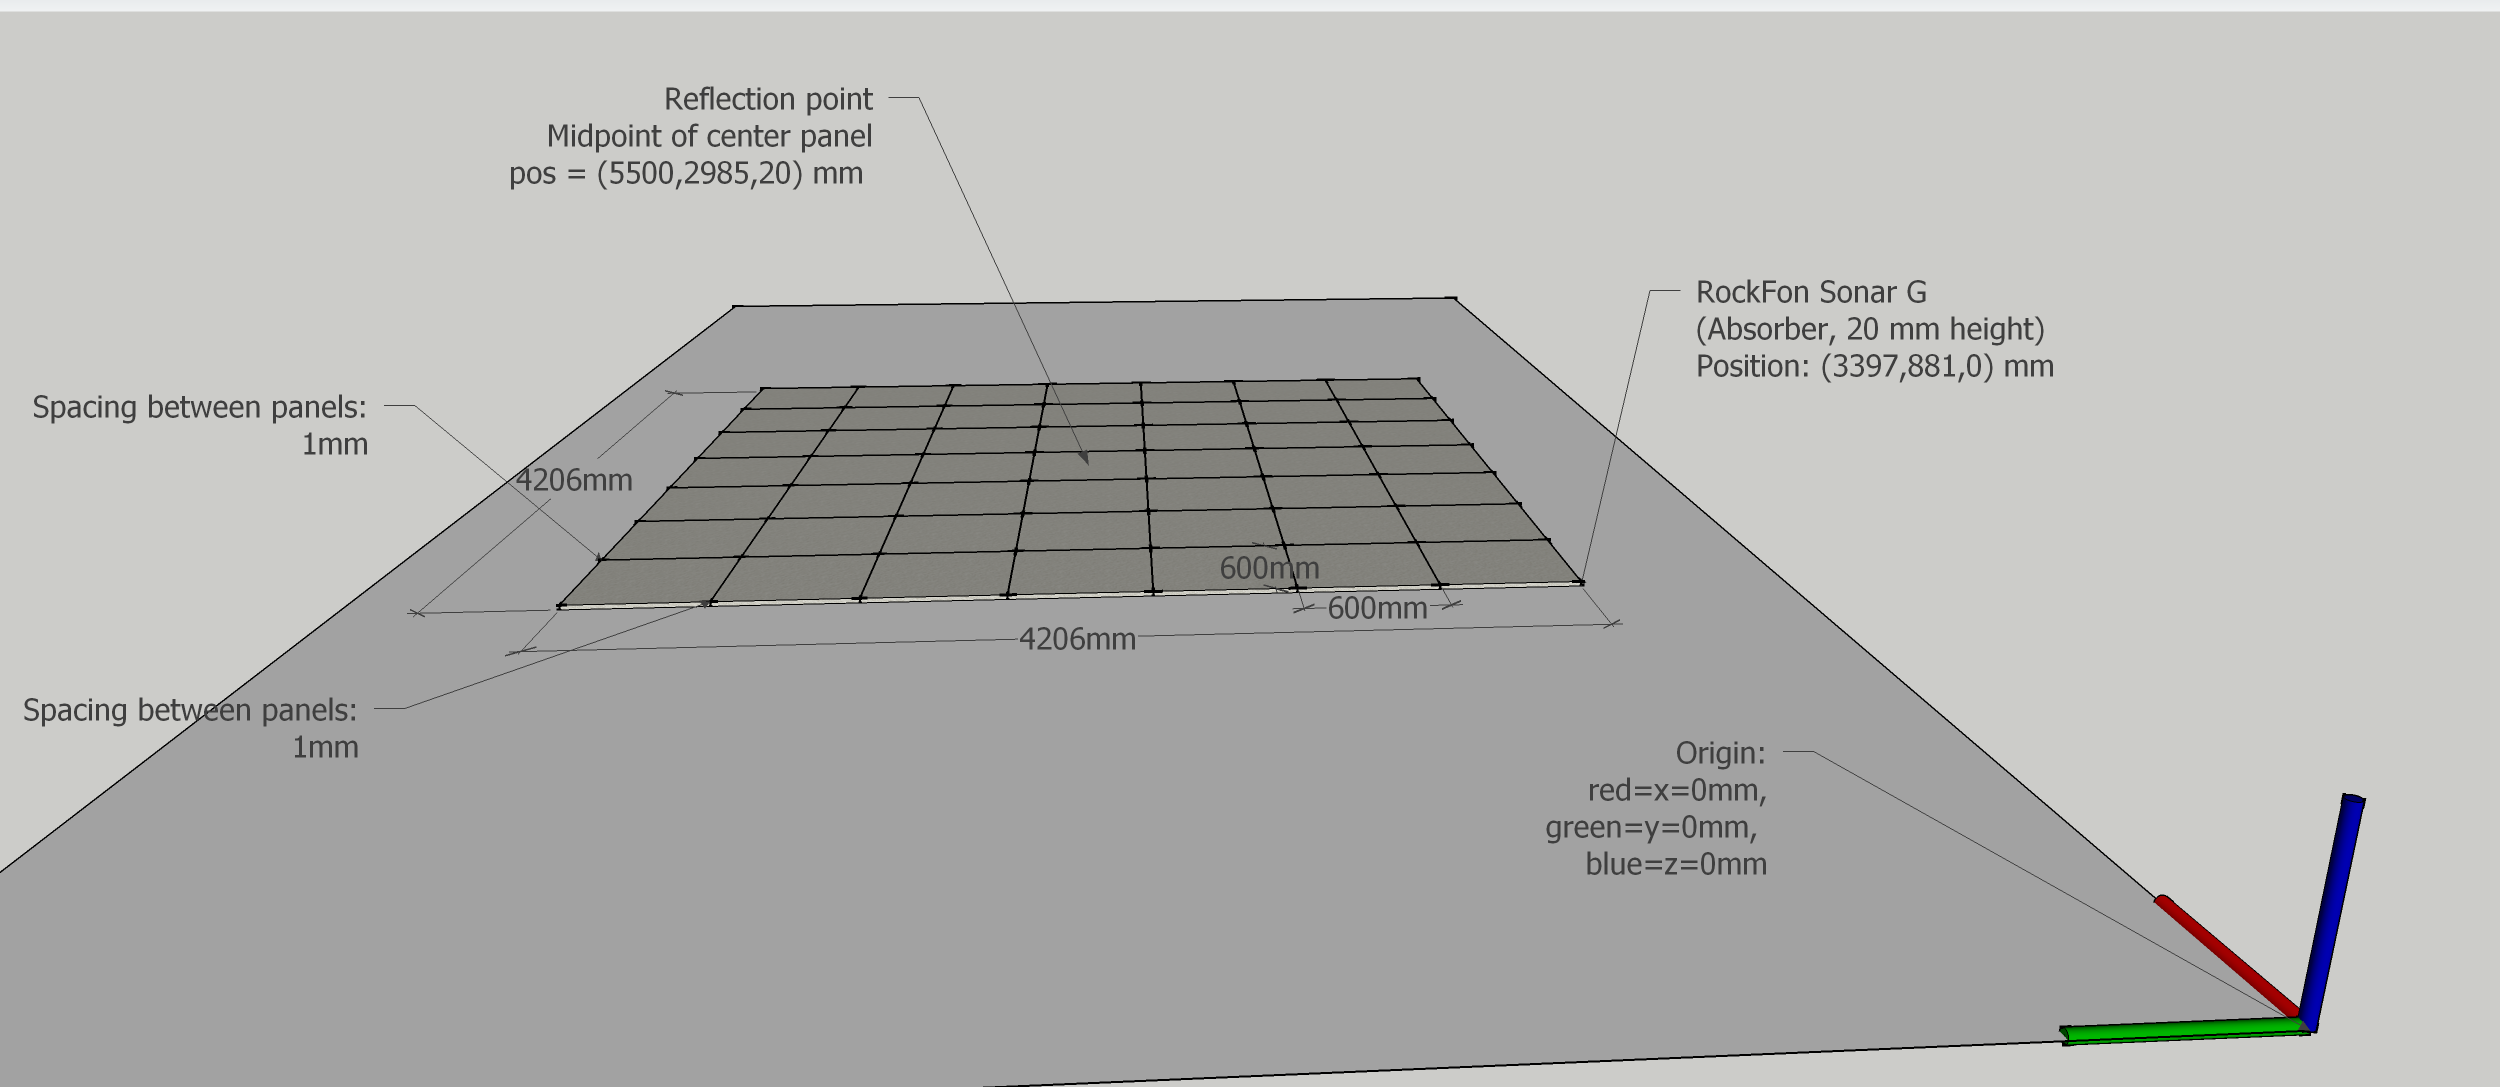 Reflection point
Midpoint of center panel
pos = (5500,2985,20) mm
RockFon Sonar G
(Absorber, 20 mm height)
Position: (3397,881,0) mm
Spacing between panels:
1mm
4206mm
600mm
600mm
4206mm
Spacing between panels:
1mm
Origin:
red=x=0mm,
green=y=0mm,
blue=z=0mm